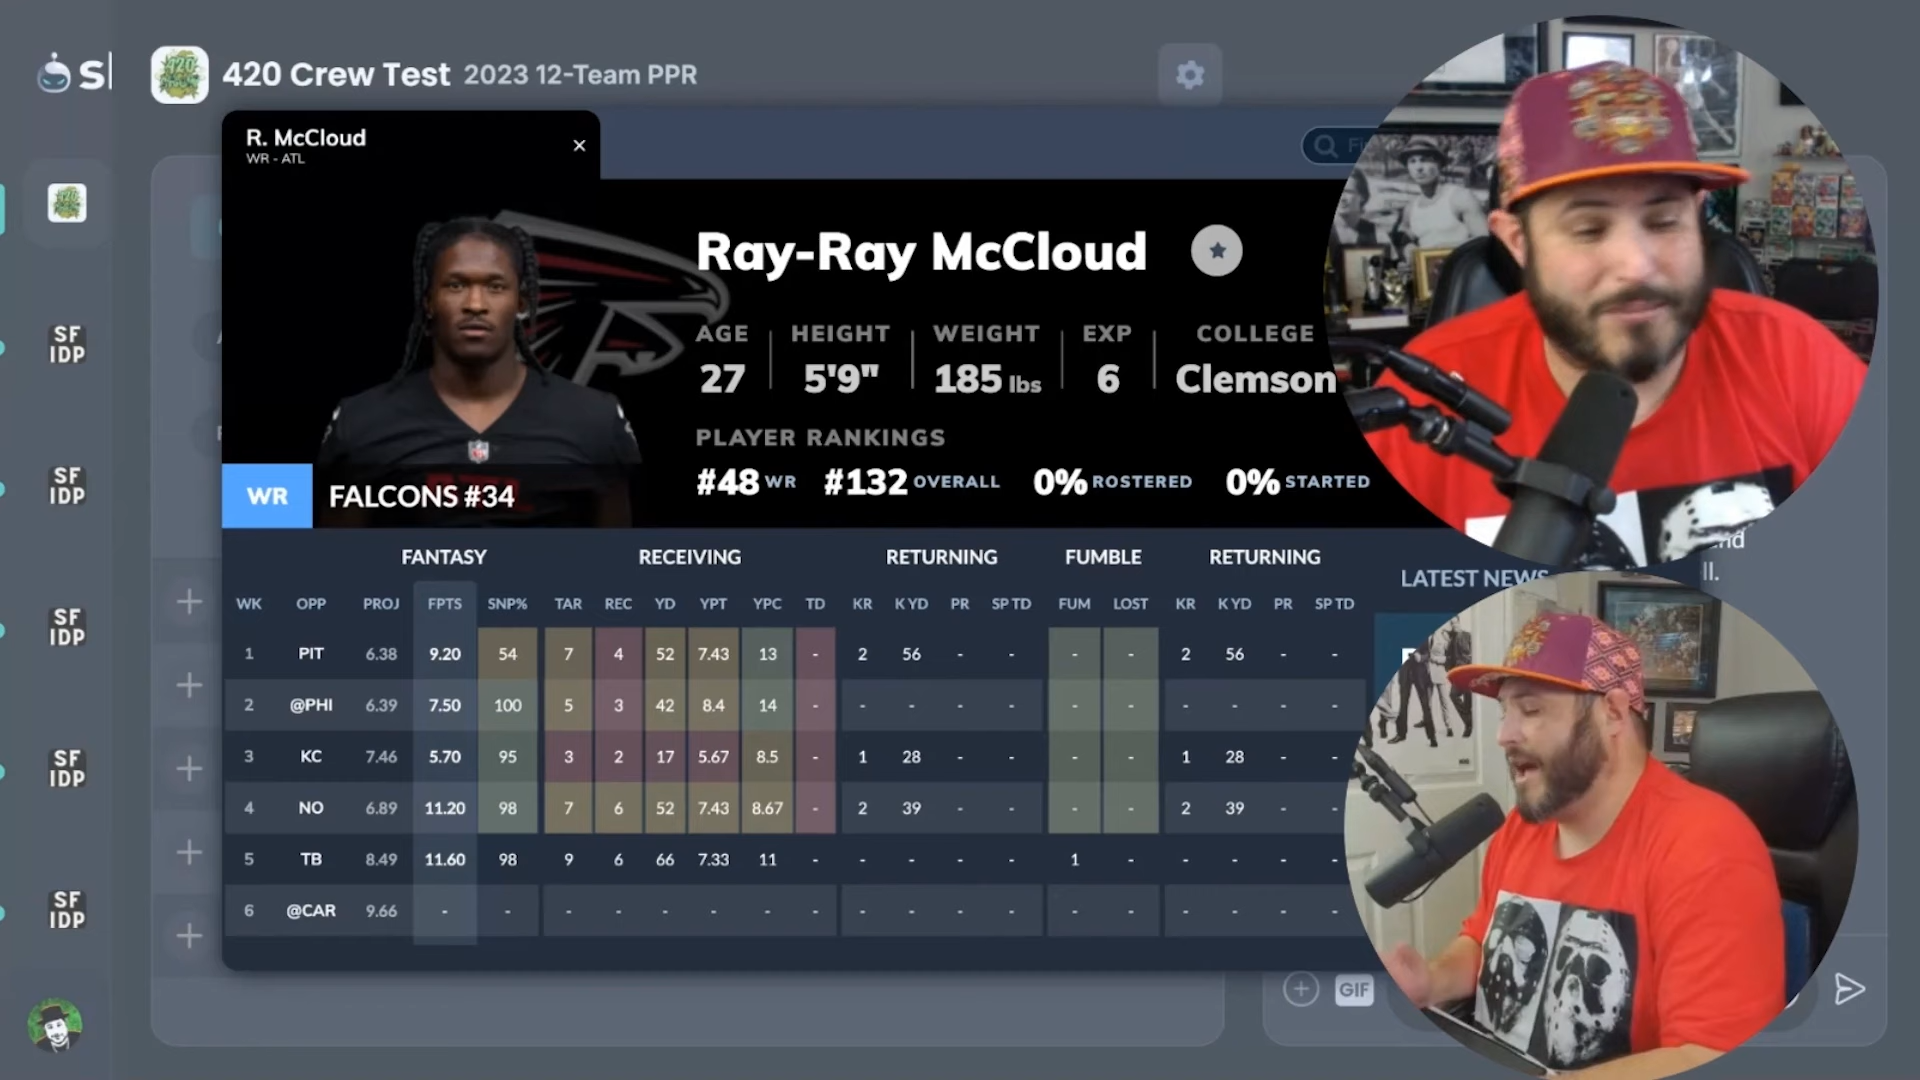 Sl
420 Crew Test 2023 12-Team PPR
R. McCloud
WR - ATL
×
Ray-Ray McCloud
AGE HEIGHT WEIGHT EXP COLLEGE
27 5'9" 185 lbs 6 Clemson
PLAYER RANKINGS
#48 WR #132 OVERALL 0% ROSTERED 0% STARTED
WR FALCONS #34
SF
IDP
SF
IDP
SF
IDP
SF
IDP
SF
IDP
FANTASY RECEIVING RETURNING FUMBLE RETURNING
LATEST NEWS
WK OPP PROJ FPTS SNP% TAR REC YD YPT YPC TD KR K YD PR SP TD FUM LOST KR K YD PR SP TD
1 PIT 6.38 9.20 54 7 4 52 7.43 13 - 2 56 - - - - 2 56 - -
2 @PHI 6.39 7.50 100 5 3 42 8.4 14 - - - - - - - - - - -
3 KC 7.46 5.70 95 3 2 17 5.67 8.5 - 1 28 - - - - 1 28 - -
4 NO 6.89 11.20 98 7 6 52 7.43 8.67 - 2 39 - - - - 2 39 - -
5 TB 8.49 11.60 98 9 6 66 7.33 11 - - - - - 1 - - - - -
6 @CAR 9.66 - - - - - - - - - - - - - - - - - -
GIF